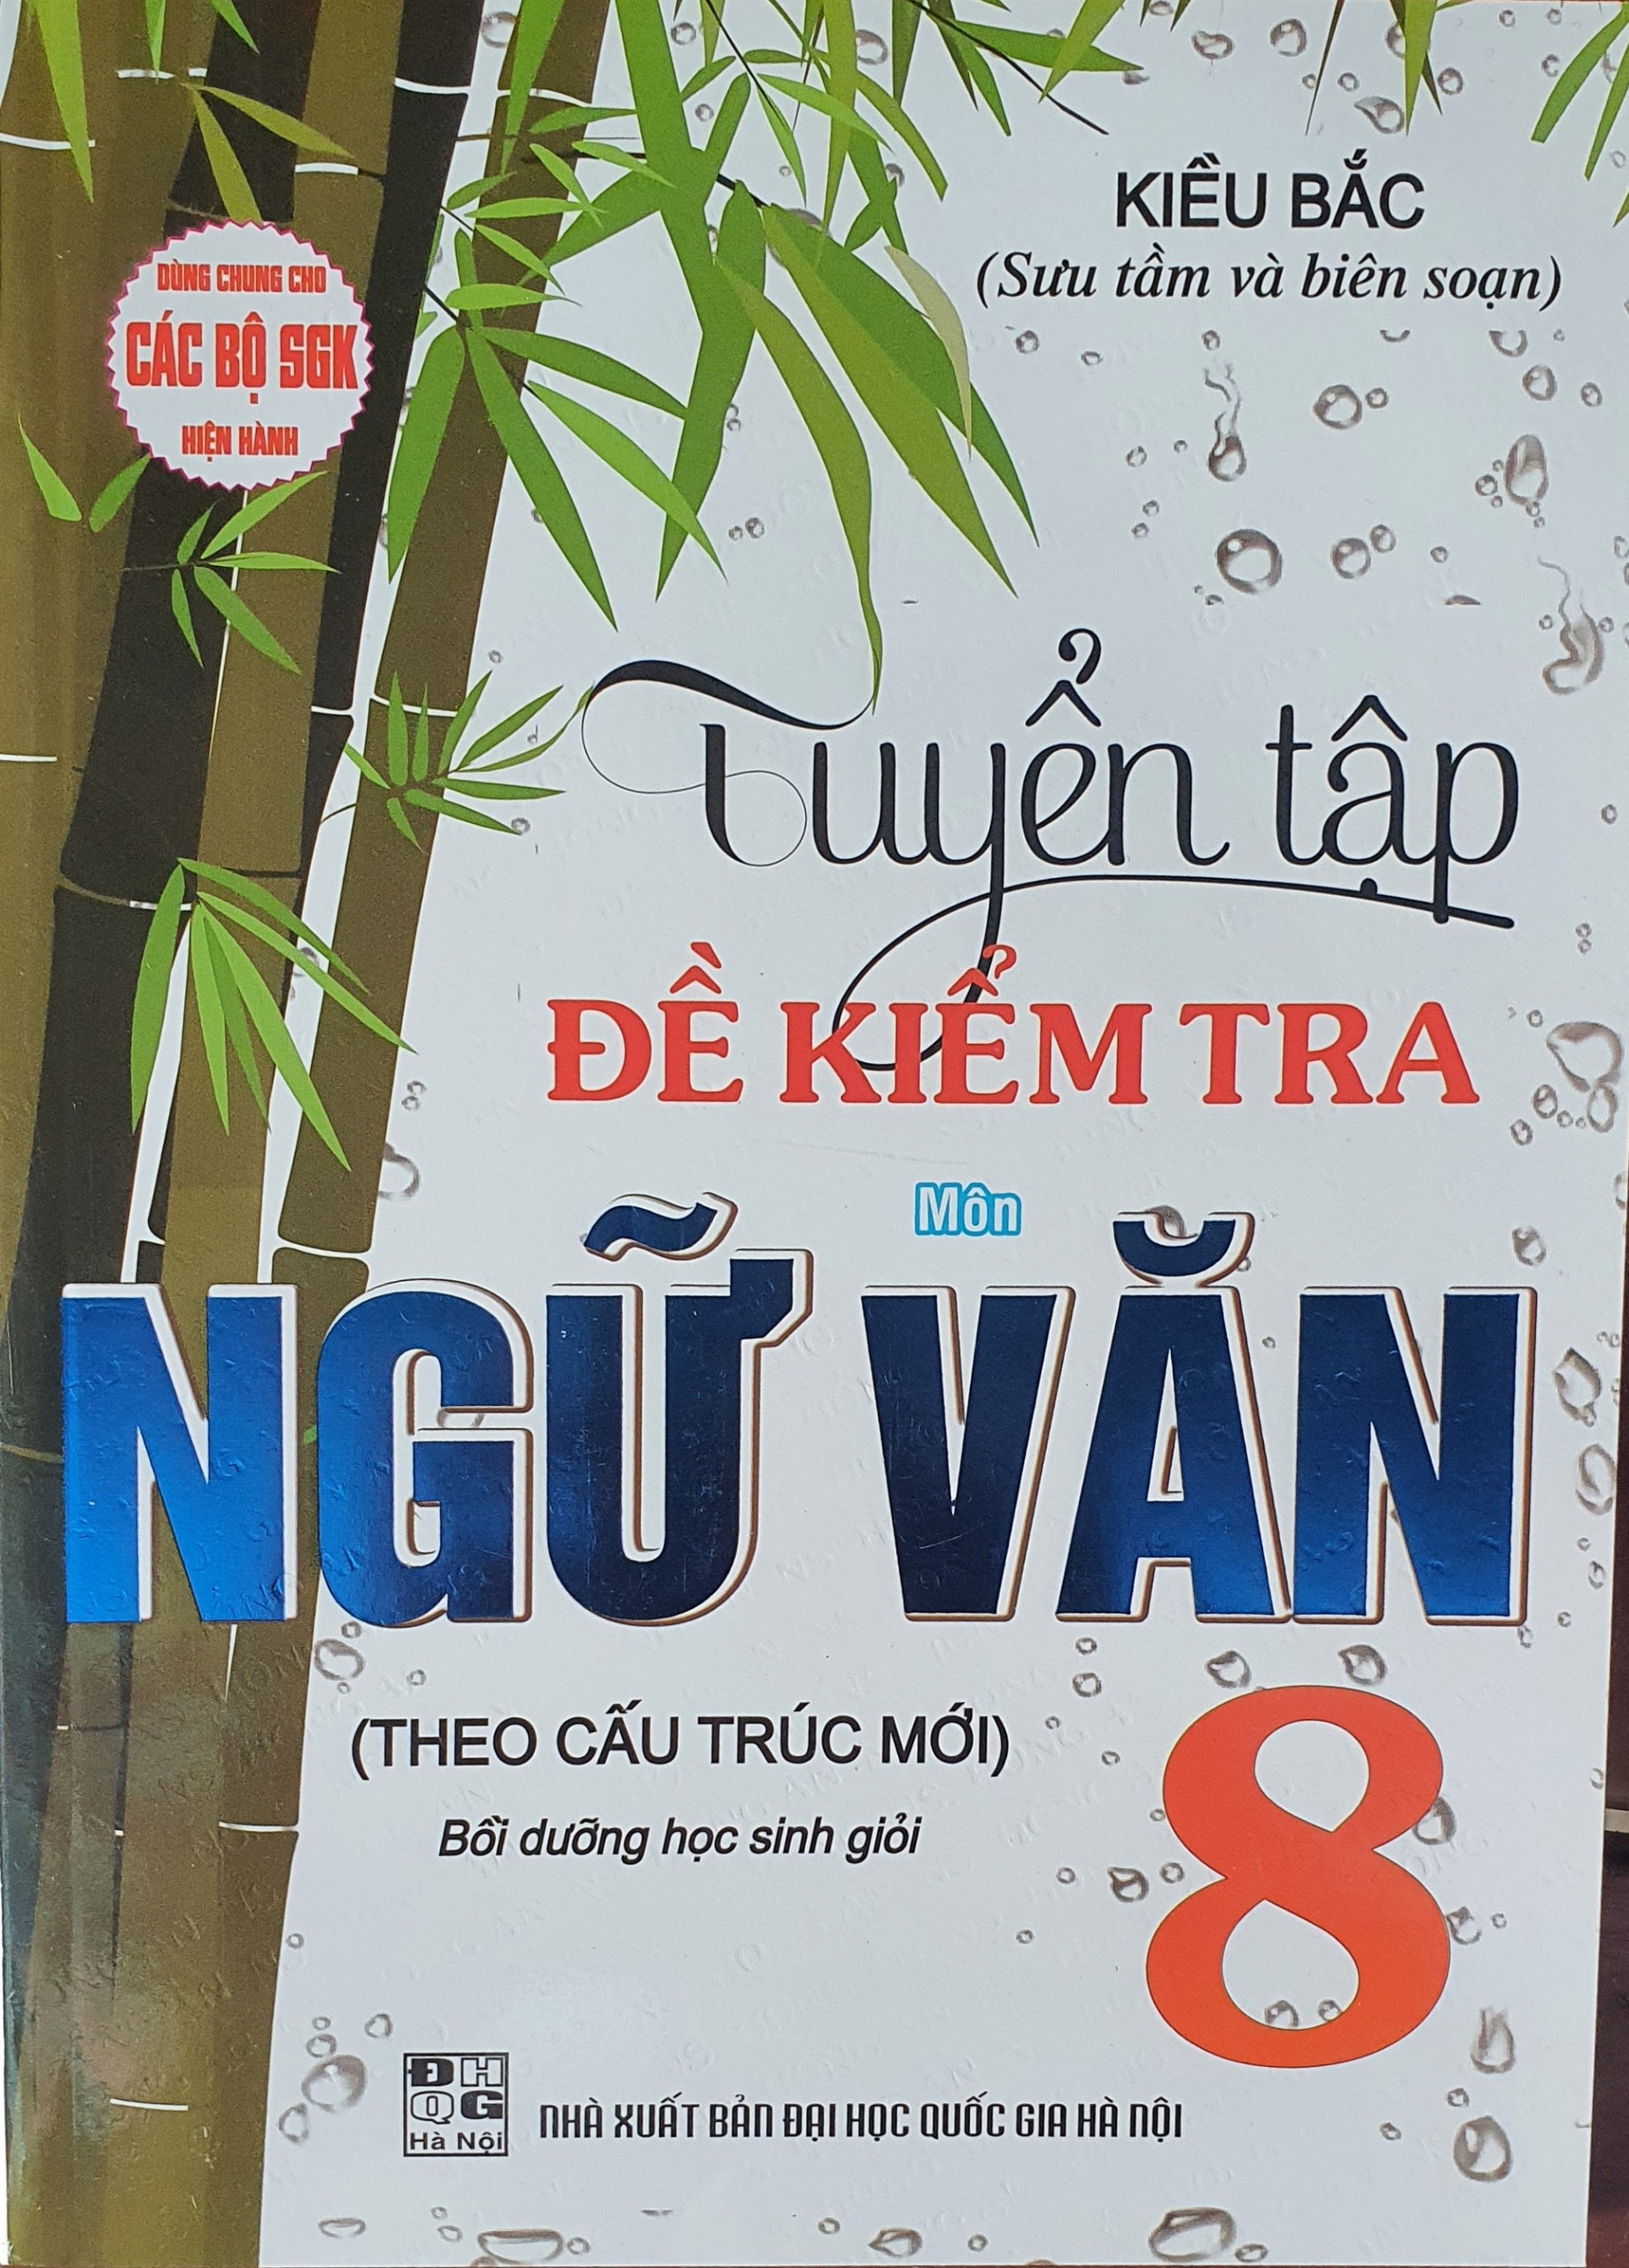 KIỀU BẮC
(Sưu tầm và biên soạn)
DÙNG CHUNG CHO
CÁC BỘ SGK
HIỆN HÀNH
Tuyển tập
ĐỀ KIỂM TRA
Môn
NGỮ VĂN
(THEO CẤU TRÚC MỚI)
8
Bồi dưỡng học sinh giỏi
ĐH
QG
Hà Nội
NHÀ XUẤT BẢN ĐẠI HỌC QUỐC GIA HÀ NỘI